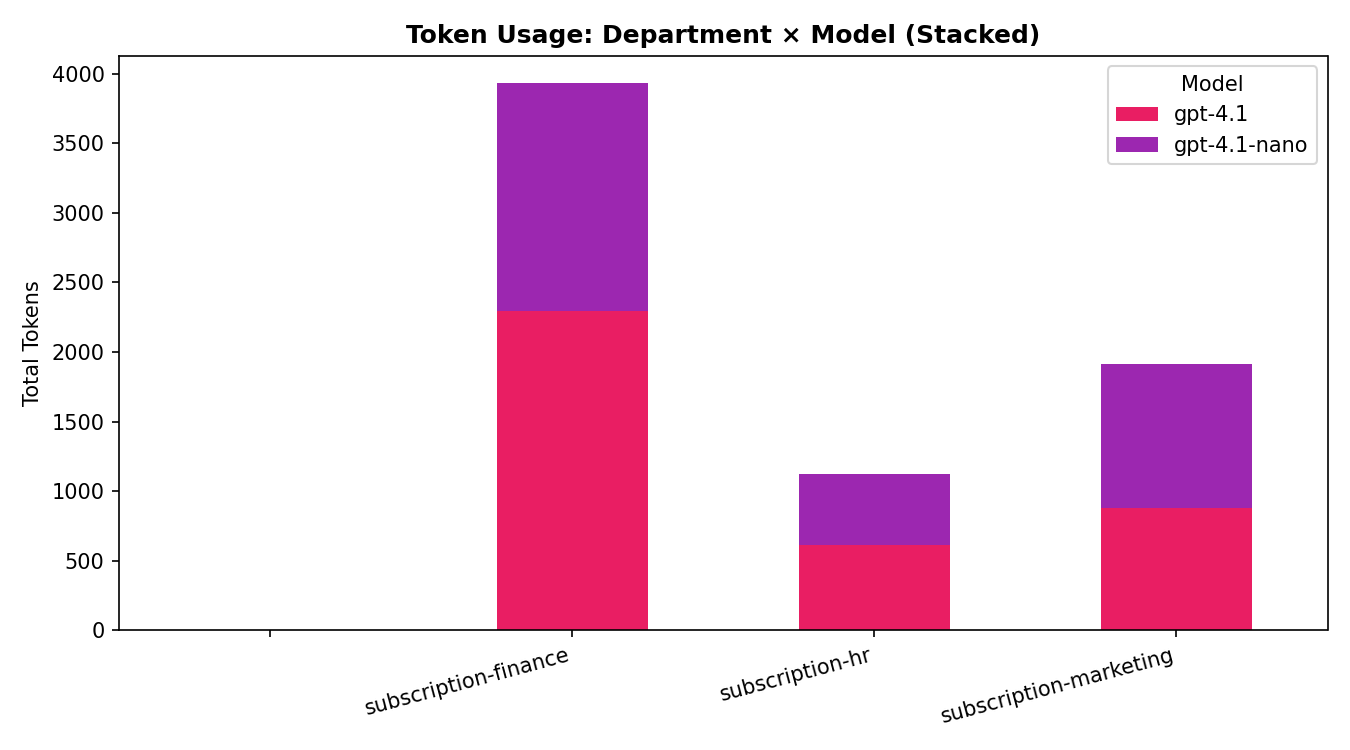 Token Usage: Department × Model (Stacked)
Model
gpt-4.1
gpt-4.1-nano
Total Tokens
4000
3500
3000
2500
2000
1500
1000
500
0
subscription-finance
subscription-hr
subscription-marketing